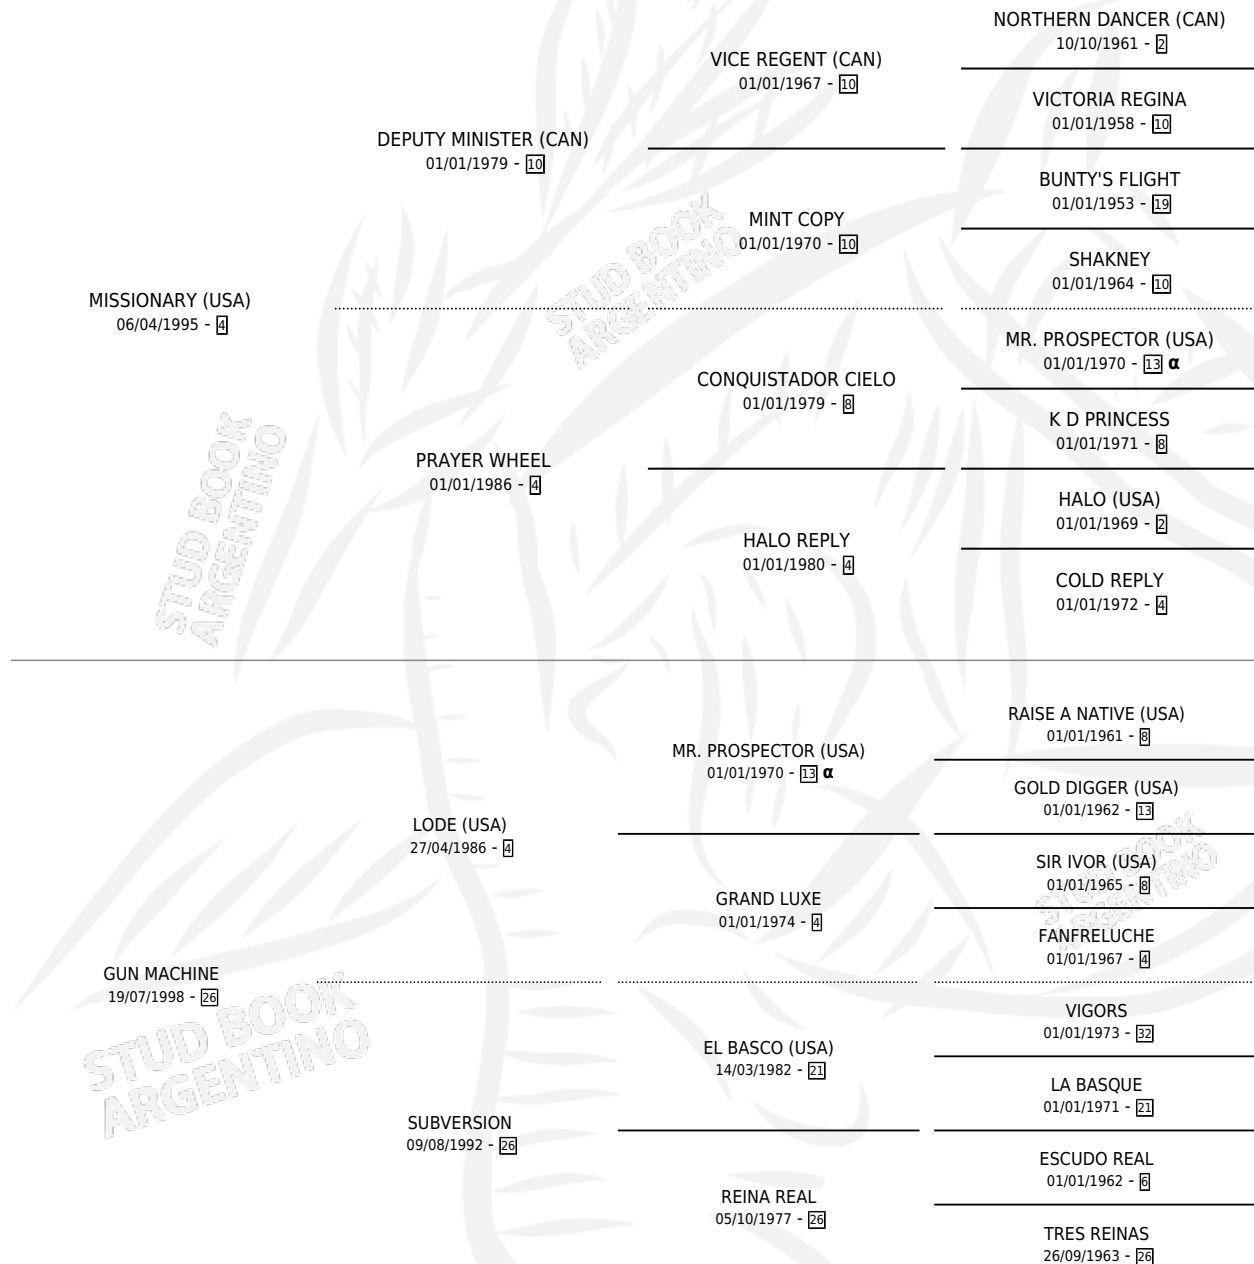 NORTHERN DANCER (CAN)
10/10/1961 - 2
VICE REGENT (CAN)
01/01/1967 - 10
VICTORIA REGINA
01/01/1958 - 10
DEPUTY MINISTER (CAN)
01/01/1979 - 10
BUNTY'S FLIGHT
01/01/1953 - 19
MINT COPY
01/01/1970 - 10
SHAKNEY
01/01/1964 - 10
MISSIONARY (USA)
06/04/1995 - 4
MR. PROSPECTOR (USA)
01/01/1970 - 13 α
CONQUISTADOR CIELO
01/01/1979 - 8
K D PRINCESS
01/01/1971 - 8
PRAYER WHEEL
01/01/1986 - 4
HALO (USA)
01/01/1969 - 2
HALO REPLY
01/01/1980 - 4
COLD REPLY
01/01/1972 - 4
RAISE A NATIVE (USA)
01/01/1961 - 8
MR. PROSPECTOR (USA)
01/01/1970 - 13 α
GOLD DIGGER (USA)
01/01/1962 - 13
LODE (USA)
27/04/1986 - 4
SIR IVOR (USA)
01/01/1965 - 8
GRAND LUXE
01/01/1974 - 4
FANFRELUCHE
01/01/1967 - 4
GUN MACHINE
19/07/1998 - 26
VIGORS
01/01/1973 - 32
EL BASCO (USA)
14/03/1982 - 21
LA BASQUE
01/01/1971 - 21
SUBVERSION
09/08/1992 - 26
ESCUDO REAL
01/01/1962 - 6
REINA REAL
05/10/1977 - 26
TRES REINAS
26/09/1963 - 26
STUD BOOK
ARGENTINO
STUD BOOK
ARGENTINO
STUD BOOK
ARGENTINO
STUD BOOK
ARGENTINO